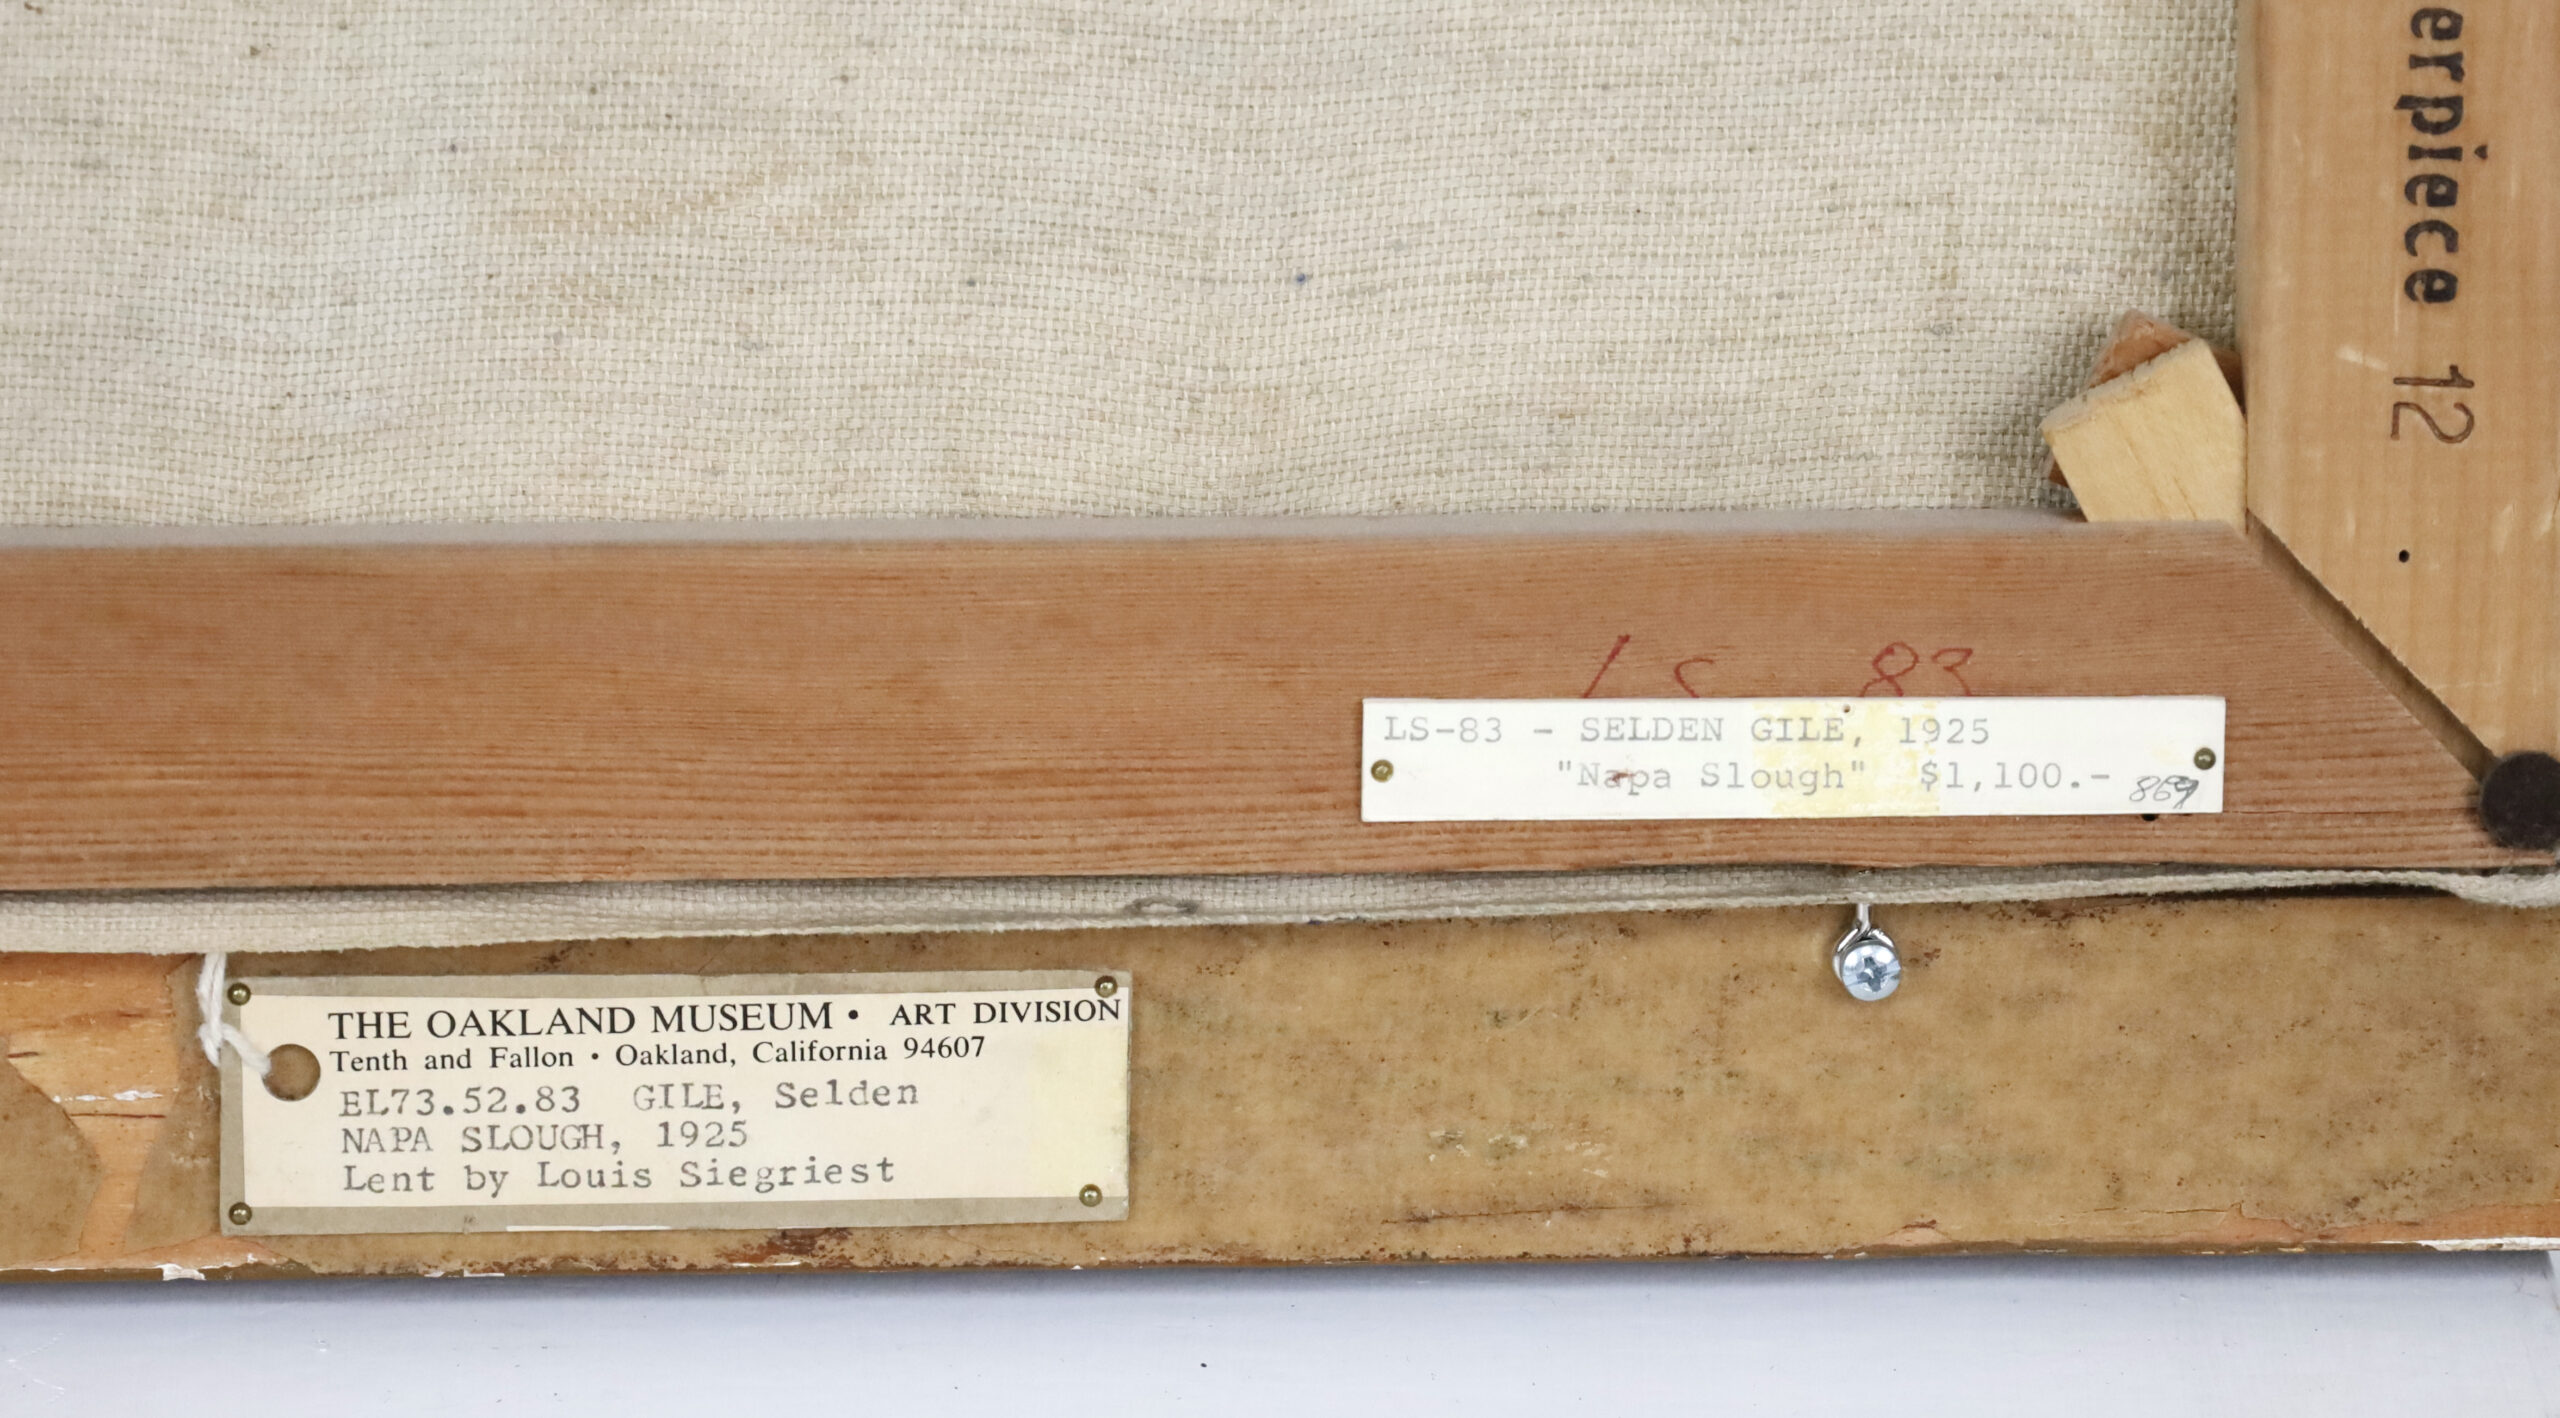 erpiece 12
LS 83
LS-83 - SELDEN GILE, 1925
"Napa Slough" $1,100.-
869
THE OAKLAND MUSEUM • ART DIVISION
Tenth and Fallon • Oakland, California 94607
EL73.52.83 GILE, Selden
NAPA SLOUGH, 1925
Lent by Louis Siegriest